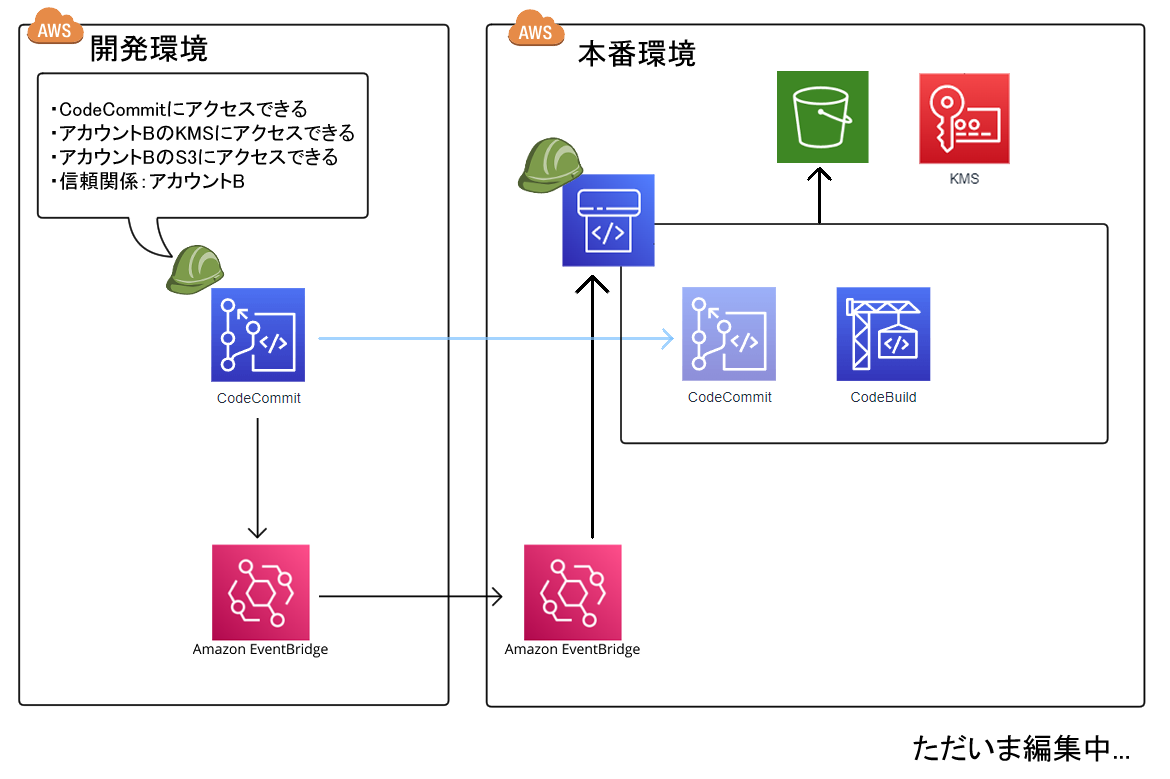 AWS
開発環境
・CodeCommitにアクセスできる
・アカウントBのKMSにアクセスできる
・アカウントBのS3にアクセスできる
・信頼関係：アカウントB
CodeCommit
Amazon EventBridge
AWS
本番環境
KMS
CodeCommit
CodeBuild
Amazon EventBridge
ただいま編集中...